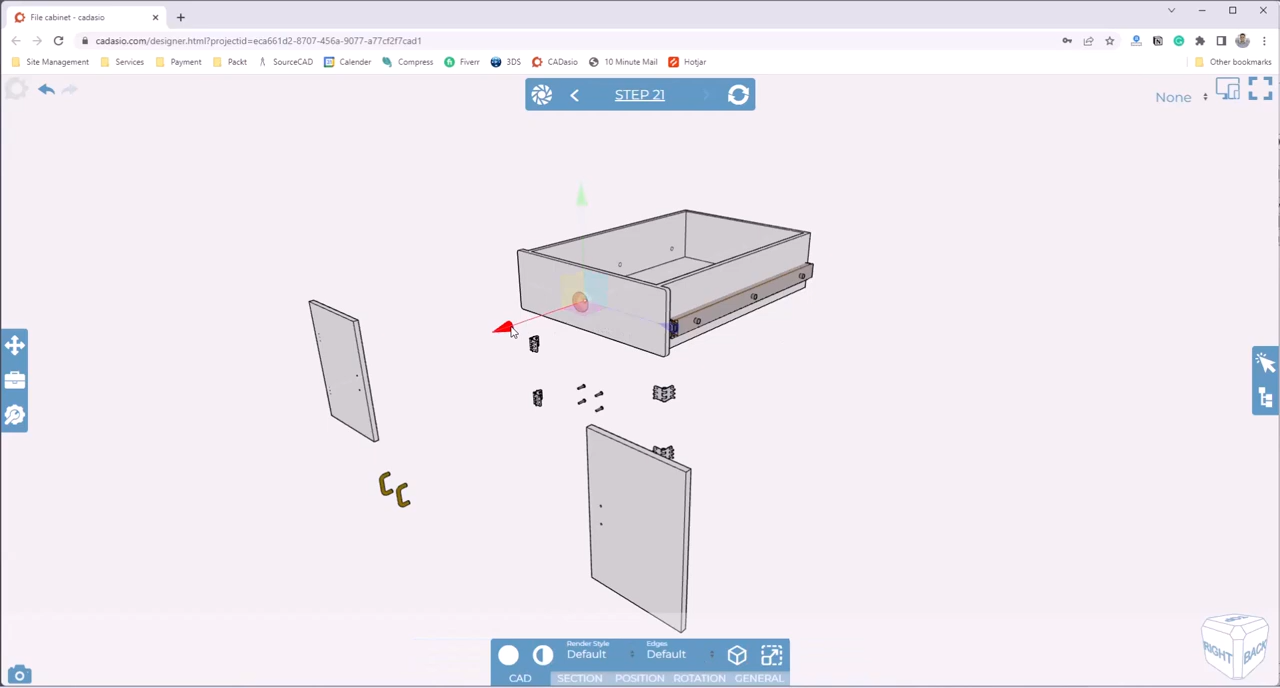 File cabinet - cadasio
cadasio.com/designer.html?projectid=eca661d2-8707-456a-9077-a77cf2f7cad1
Site Management Services Payment Packt SourceCAD Calender Compress Fiverr 3DS CADasio 10 Minute Mail Hotjar Other bookmarks
STEP 21
None
Render Style Edges
Default Default
CAD SECTION POSITION ROTATION GENERAL
RIGHT BACK